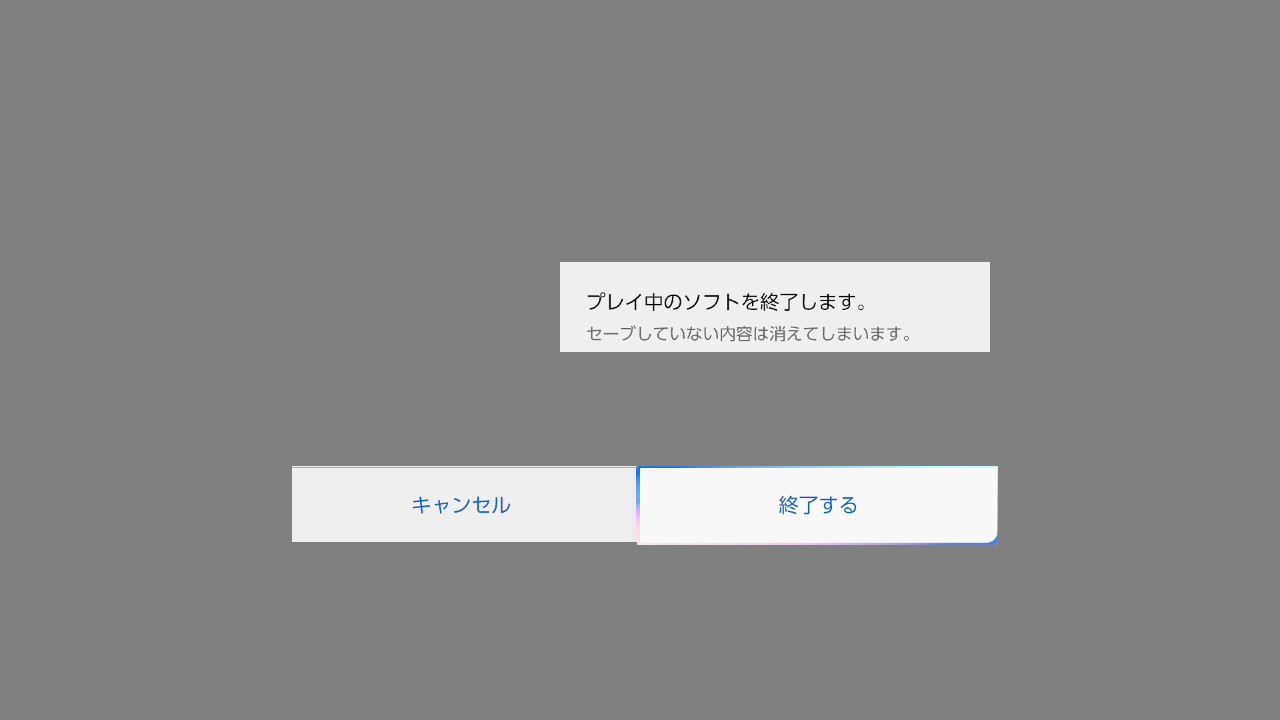 プレイ中のソフトを終了します。
セーブしていない内容は消えてしまいます。
キャンセル
終了する